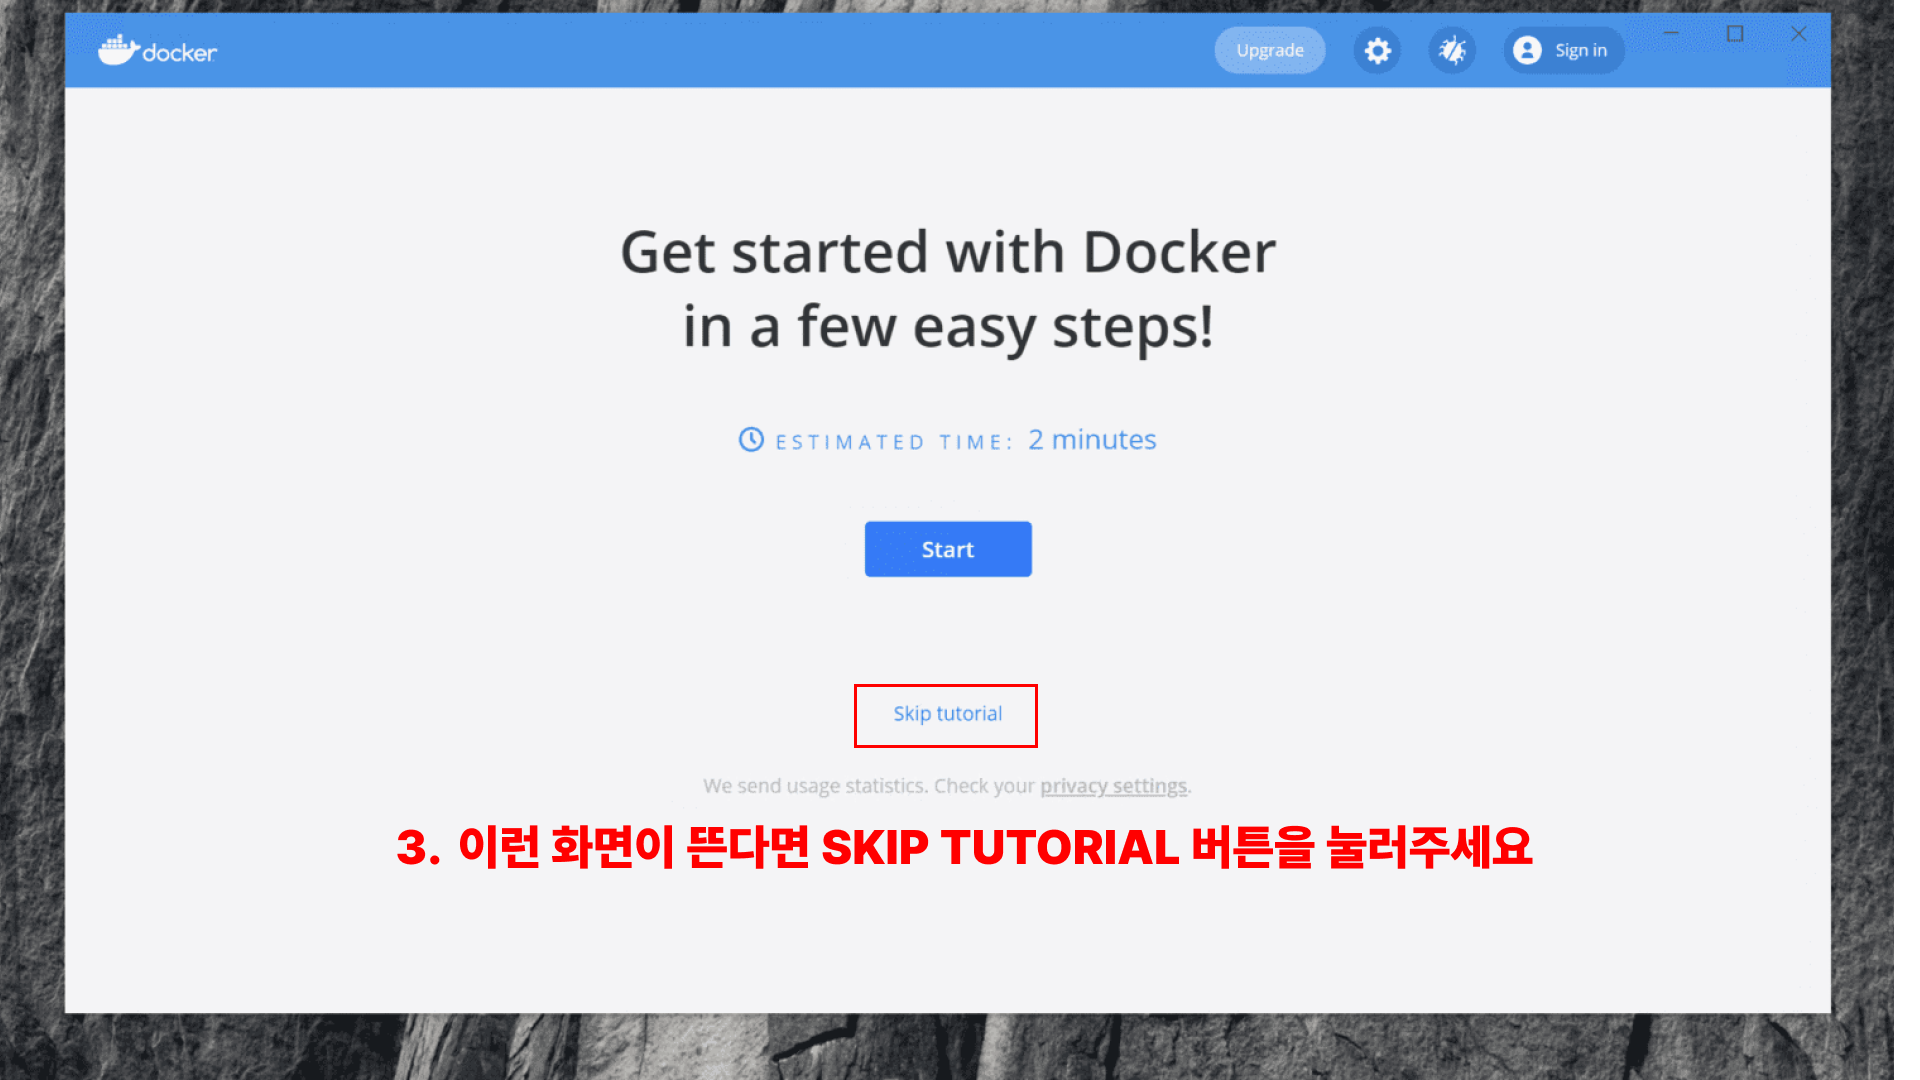 docker
Upgrade
Sign in
Get started with Docker
in a few easy steps!
ESTIMATED TIME: 2 minutes
Start
Skip tutorial
We send usage statistics. Check your privacy settings.
3. 이런 화면이 뜬다면 SKIP TUTORIAL 버튼을 눌러주세요